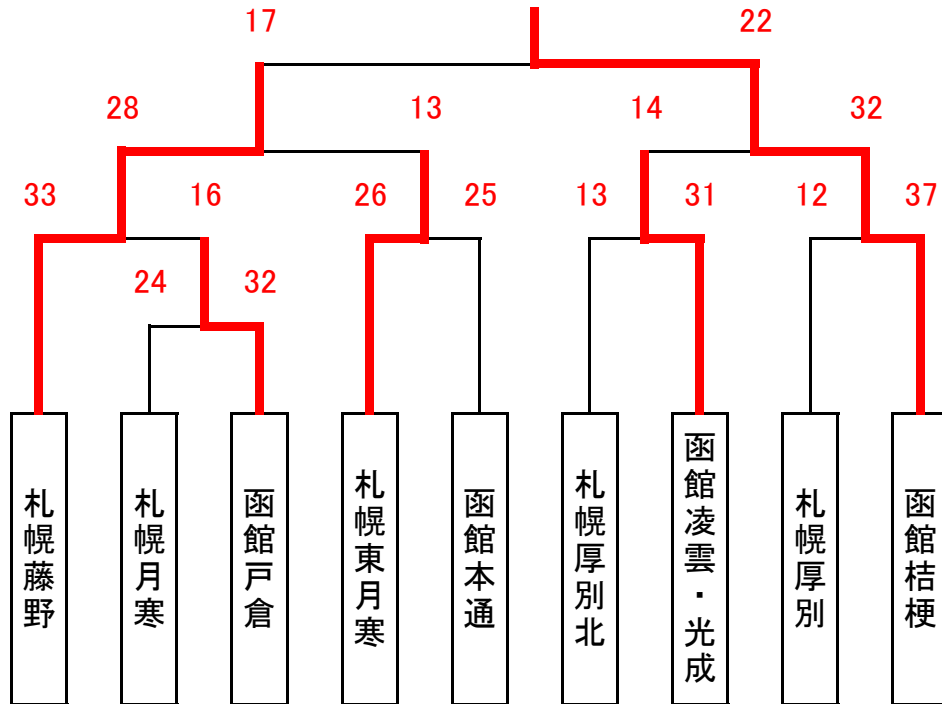 17 22
28 13 14 32
33 16 26 25 13 31 12 37
24 32
札幌藤野
札幌月寒
函館戸倉
札幌東月寒
函館本通
札幌厚別北
函館凌雲・光成
札幌厚別
函館桔梗